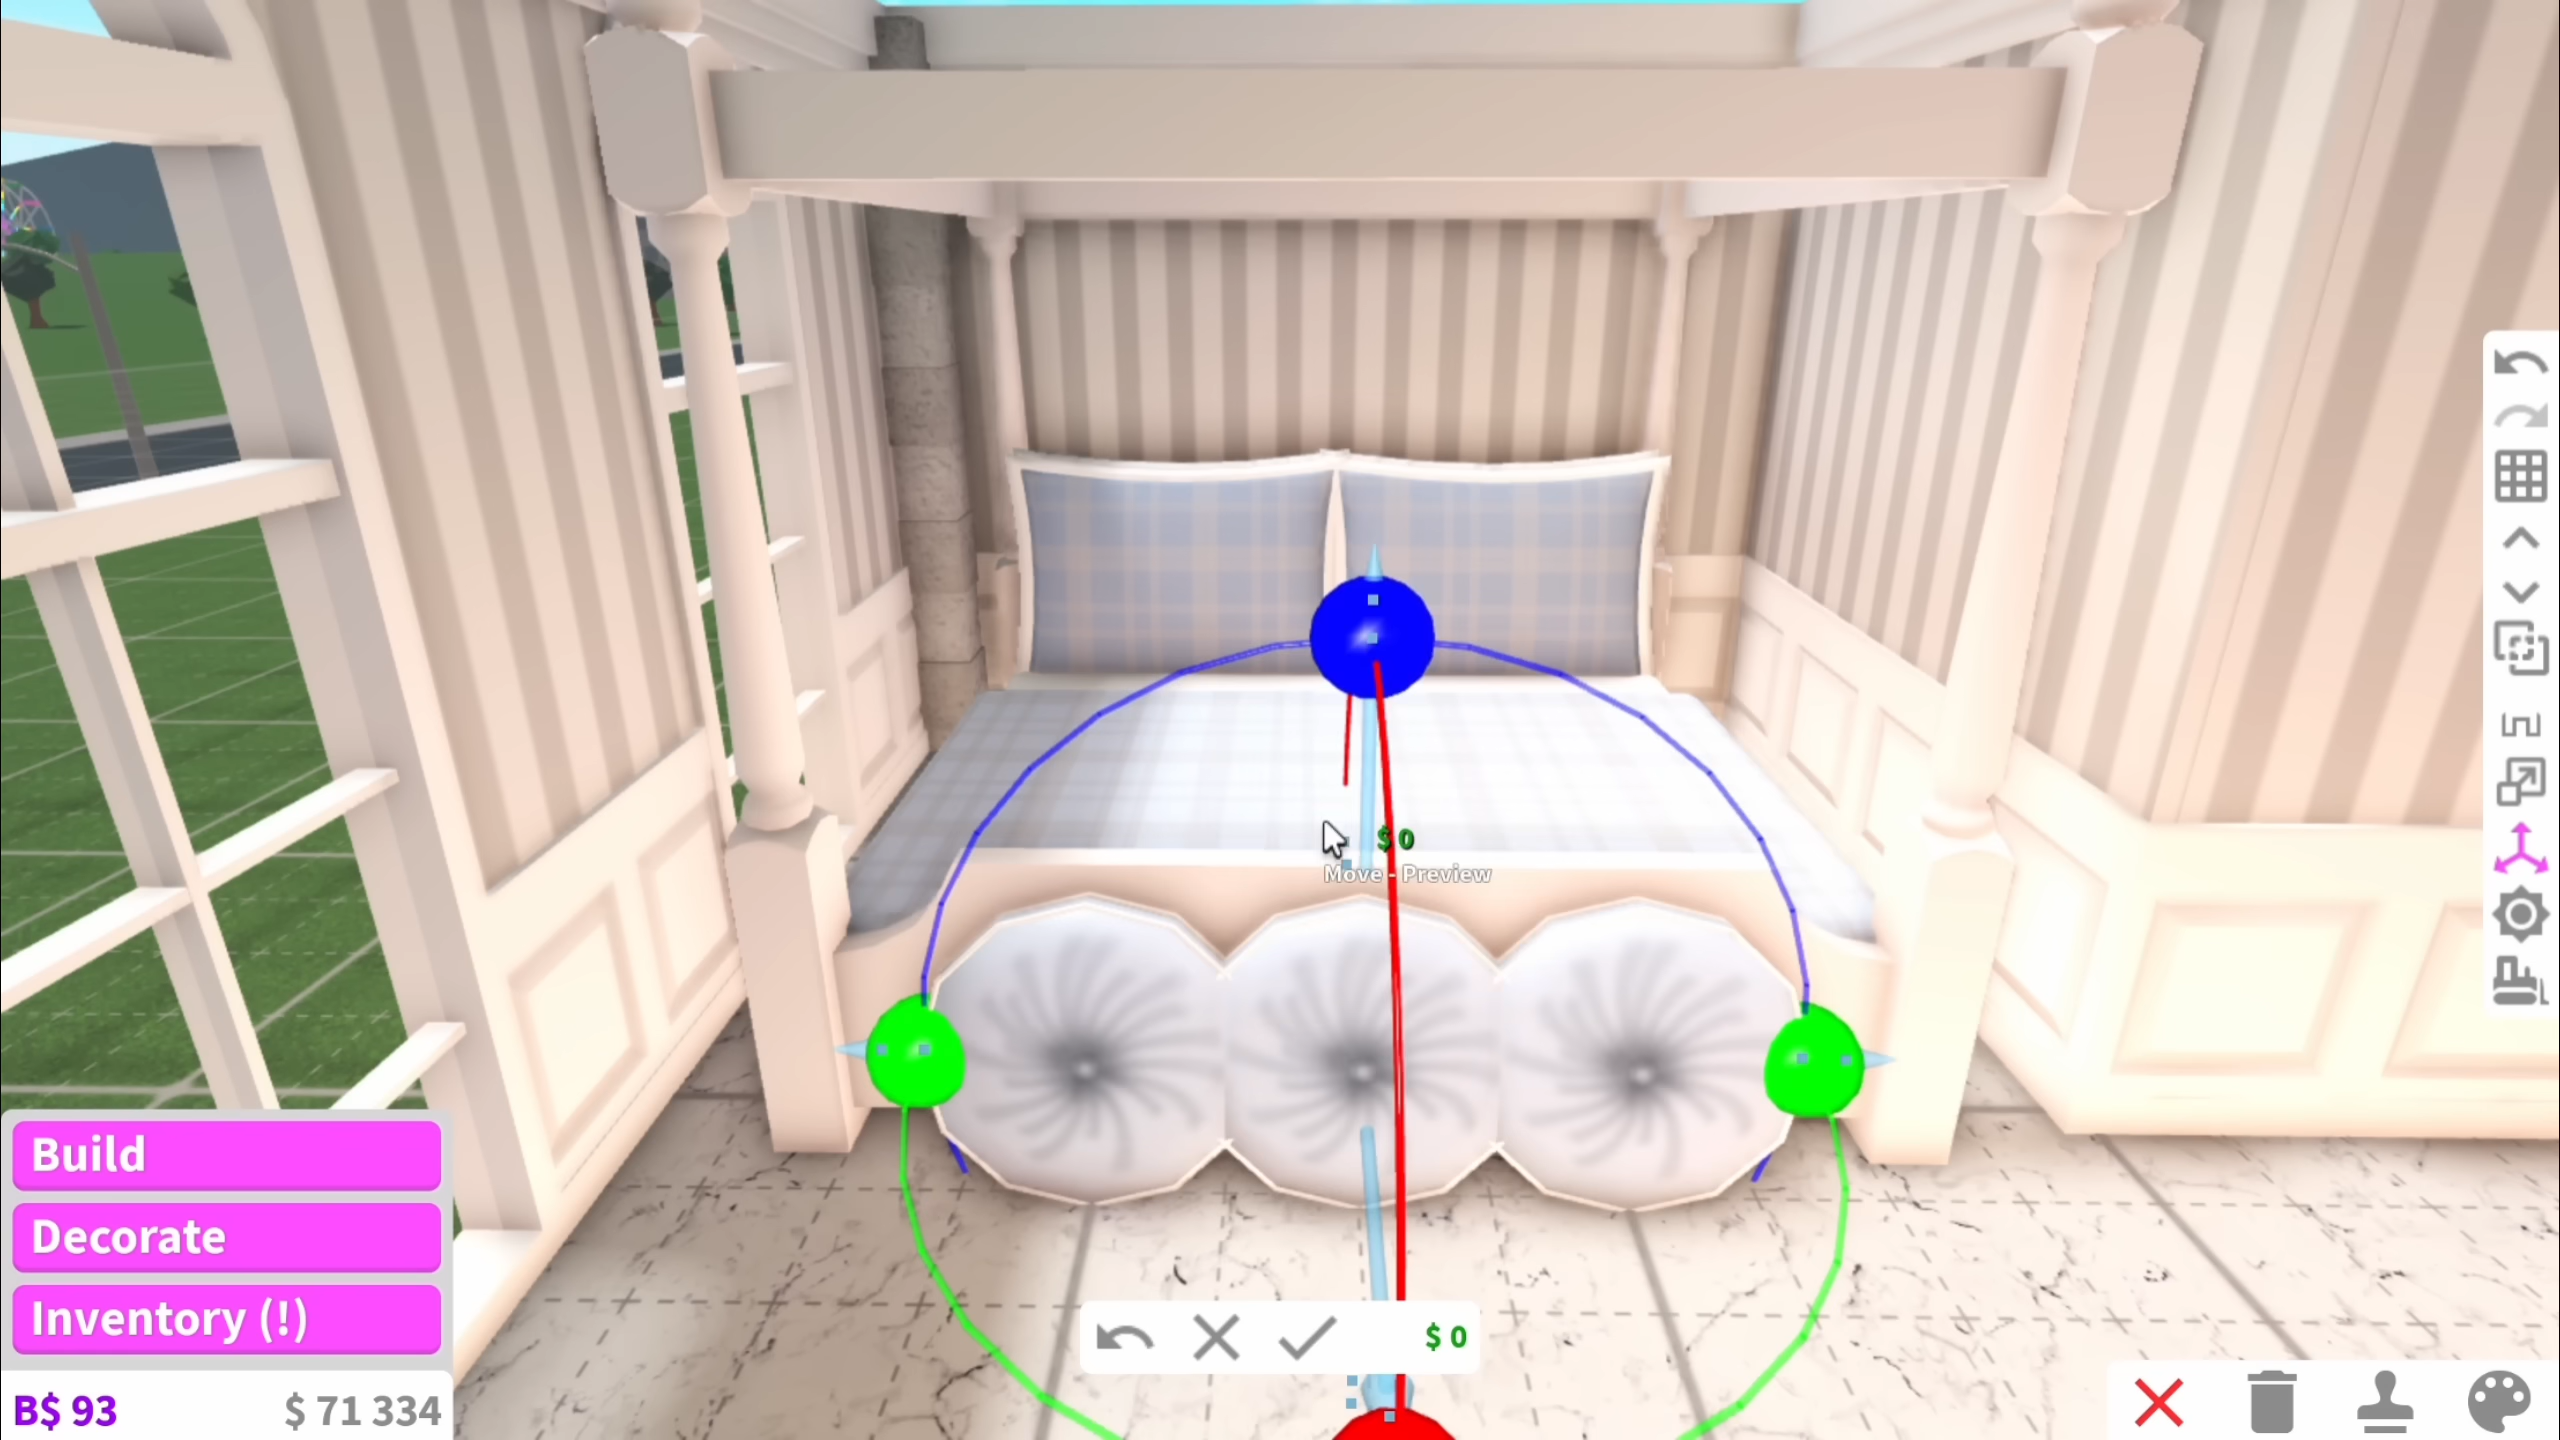 $ 0
Move - Preview
Build
Decorate
Inventory (!)
$ 0
B$ 93
$ 71 334